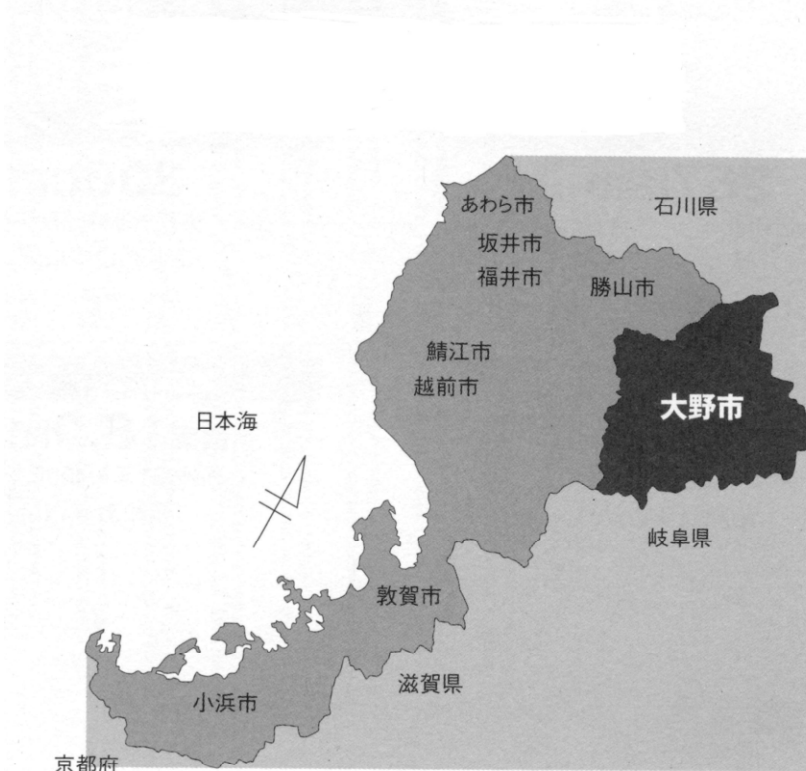 あわら市
石川県
坂井市
福井市
勝山市
鯖江市
越前市
大野市
日本海
岐阜県
敦賀市
滋賀県
小浜市
京都府